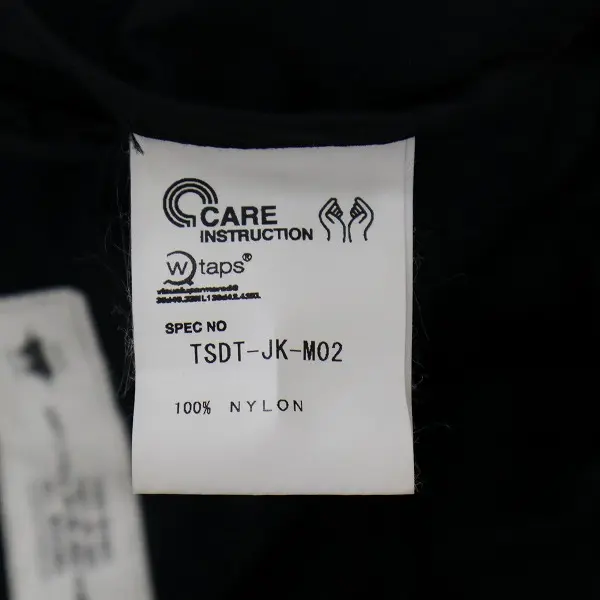 CARE
INSTRUCTION
Wtaps®
SPEC NO
TSDT-JK-M02
100% NYLON